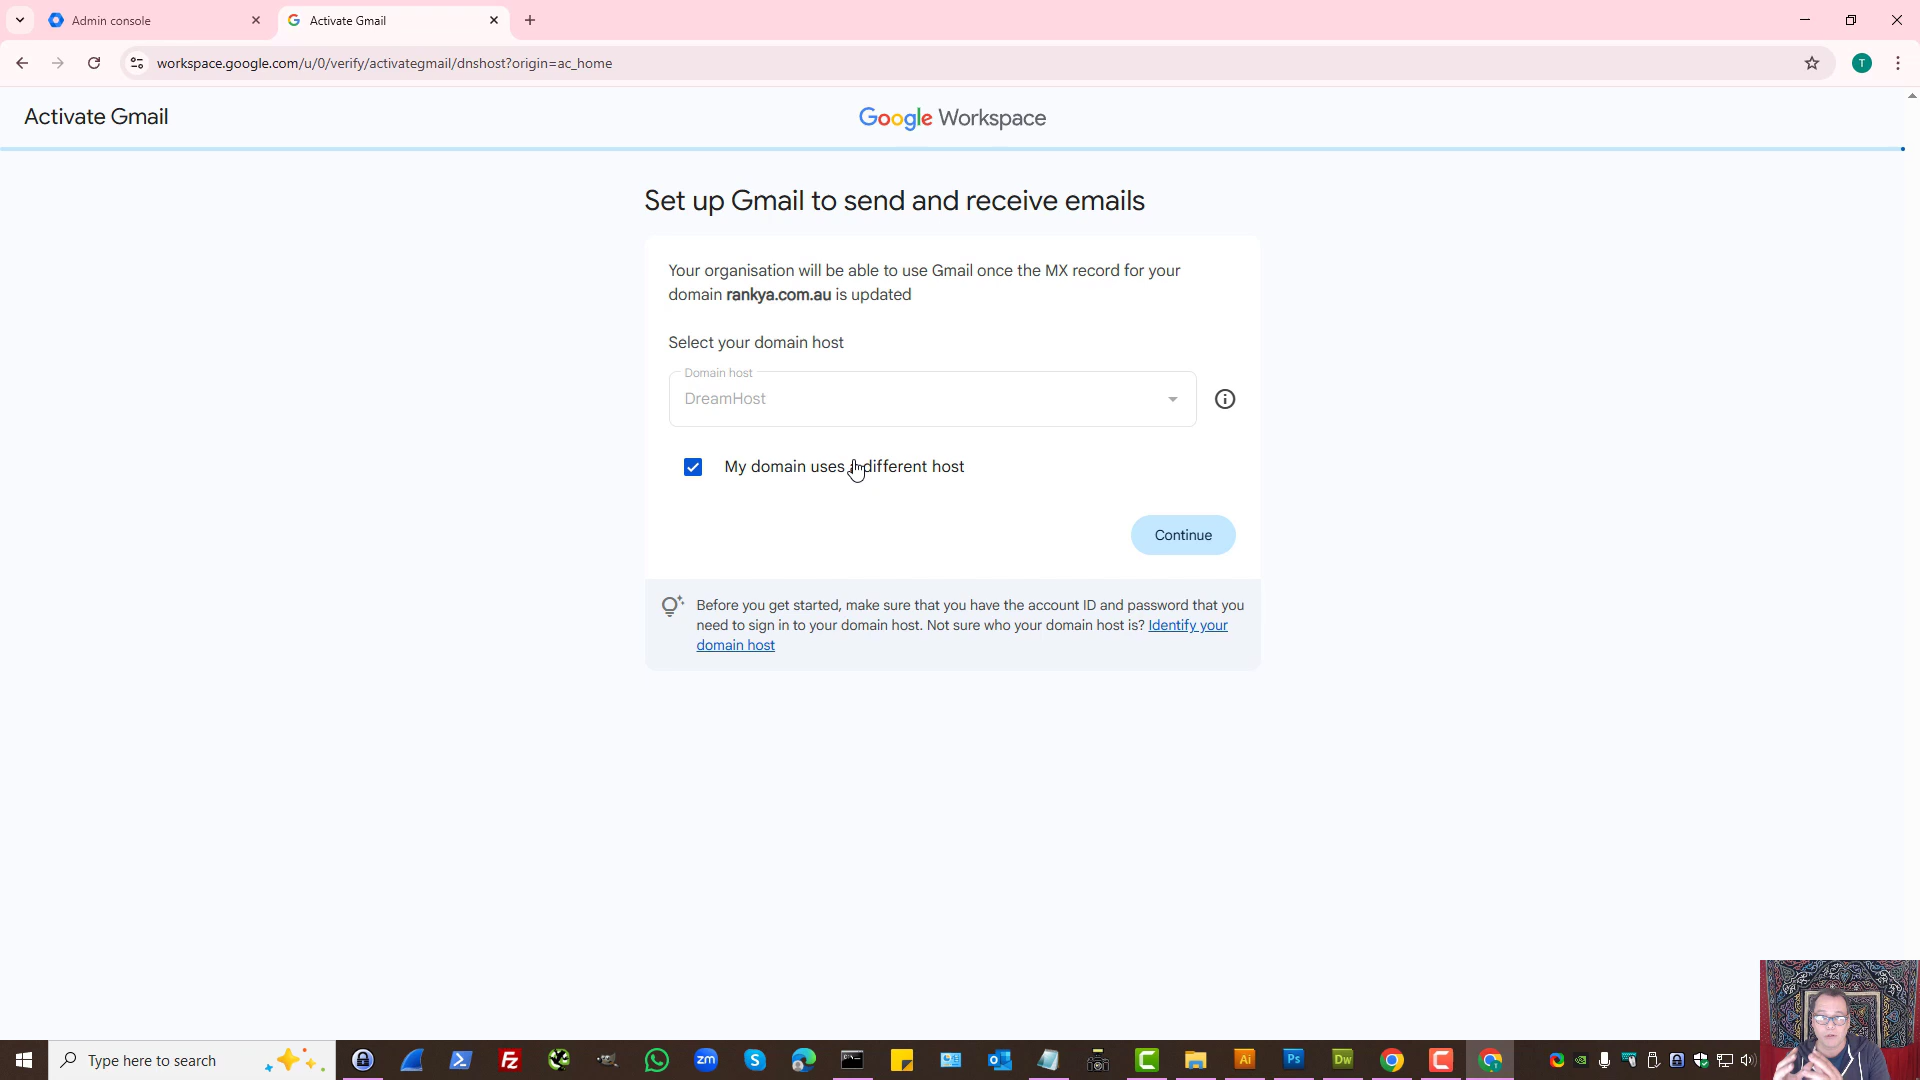 Admin console
Activate Gmail
workspace.google.com/u/0/verify/activategmail/dnshost?origin=ac_home
T
Activate Gmail
Google Workspace
Set up Gmail to send and receive emails
Your organisation will be able to use Gmail once the MX record for your
domain rankya.com.au is updated
Select your domain host
Domain host
DreamHost
My domain uses a different host
Continue
Before you get started, make sure that you have the account ID and password that you
need to sign in to your domain host. Not sure who your domain host is? Identify your
domain host
Type here to search
Fz
zm
S
Ai
Ps
Dw